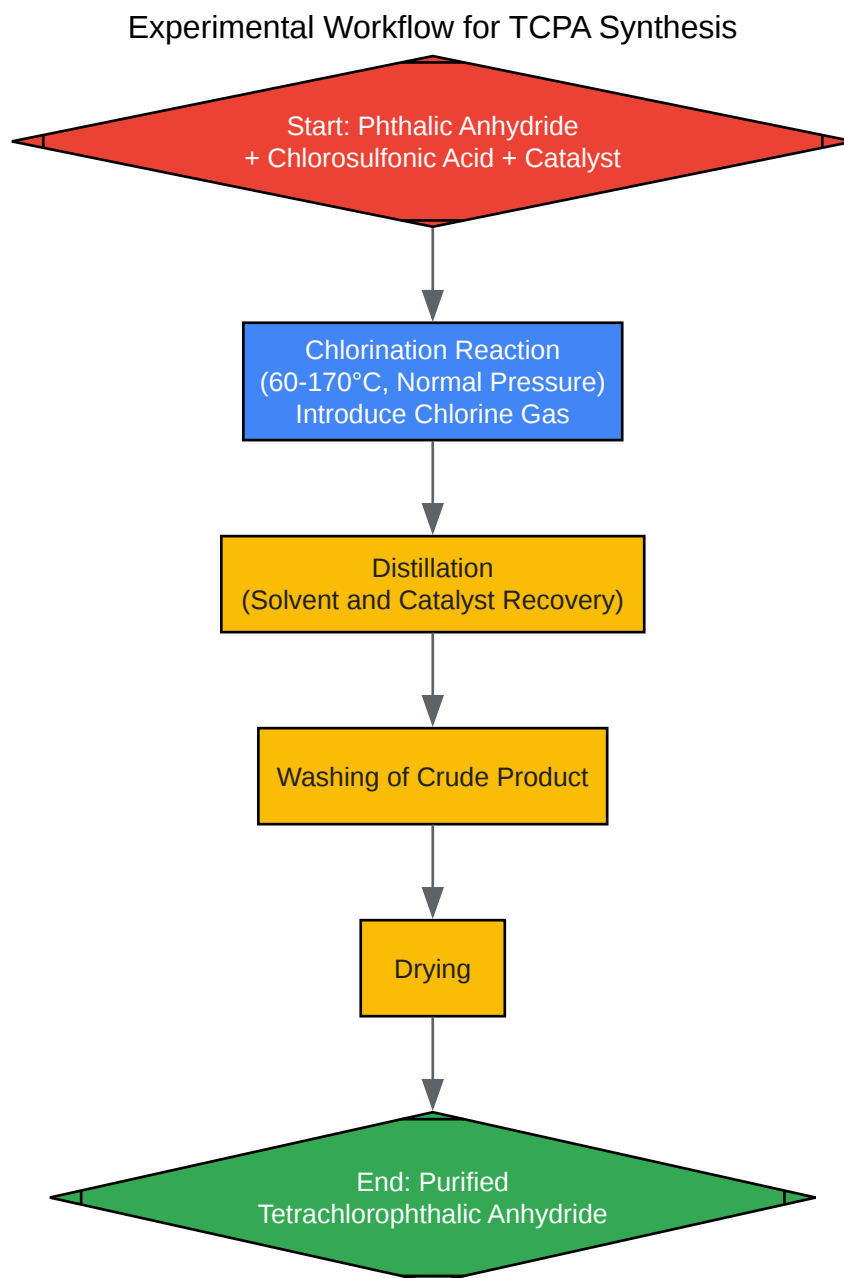 Experimental Workflow for TCPA Synthesis
Start: Phthalic Anhydride
+ Chlorosulfonic Acid + Catalyst
Chlorination Reaction
(60-170°C, Normal Pressure)
Introduce Chlorine Gas
Distillation
(Solvent and Catalyst Recovery)
Washing of Crude Product
Drying
End: Purified
Tetrachlorophthalic Anhydride